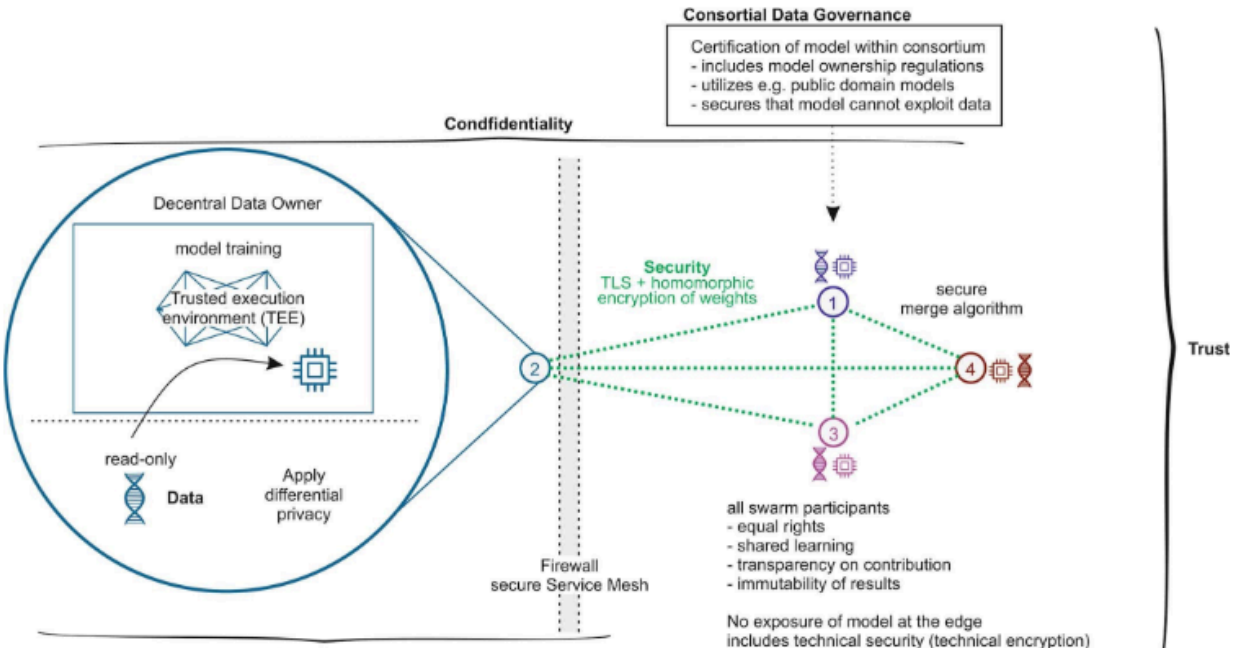 Consortial Data Governance
Certification of model within consortium
- includes model ownership regulations
- utilizes e.g. public domain models
- secures that model cannot exploit data
Condfidentiality
Decentral Data Owner
model training
Trusted execution
environment (TEE)
read-only
Data
Apply
differential
privacy
Firewall
secure Service Mesh
Security
TLS + homomorphic
encryption of weights
1
2
3
4
secure
merge algorithm
Trust
all swarm participants
- equal rights
- shared learning
- transparency on contribution
- immutability of results
No exposure of model at the edge
includes technical security (technical encryption)